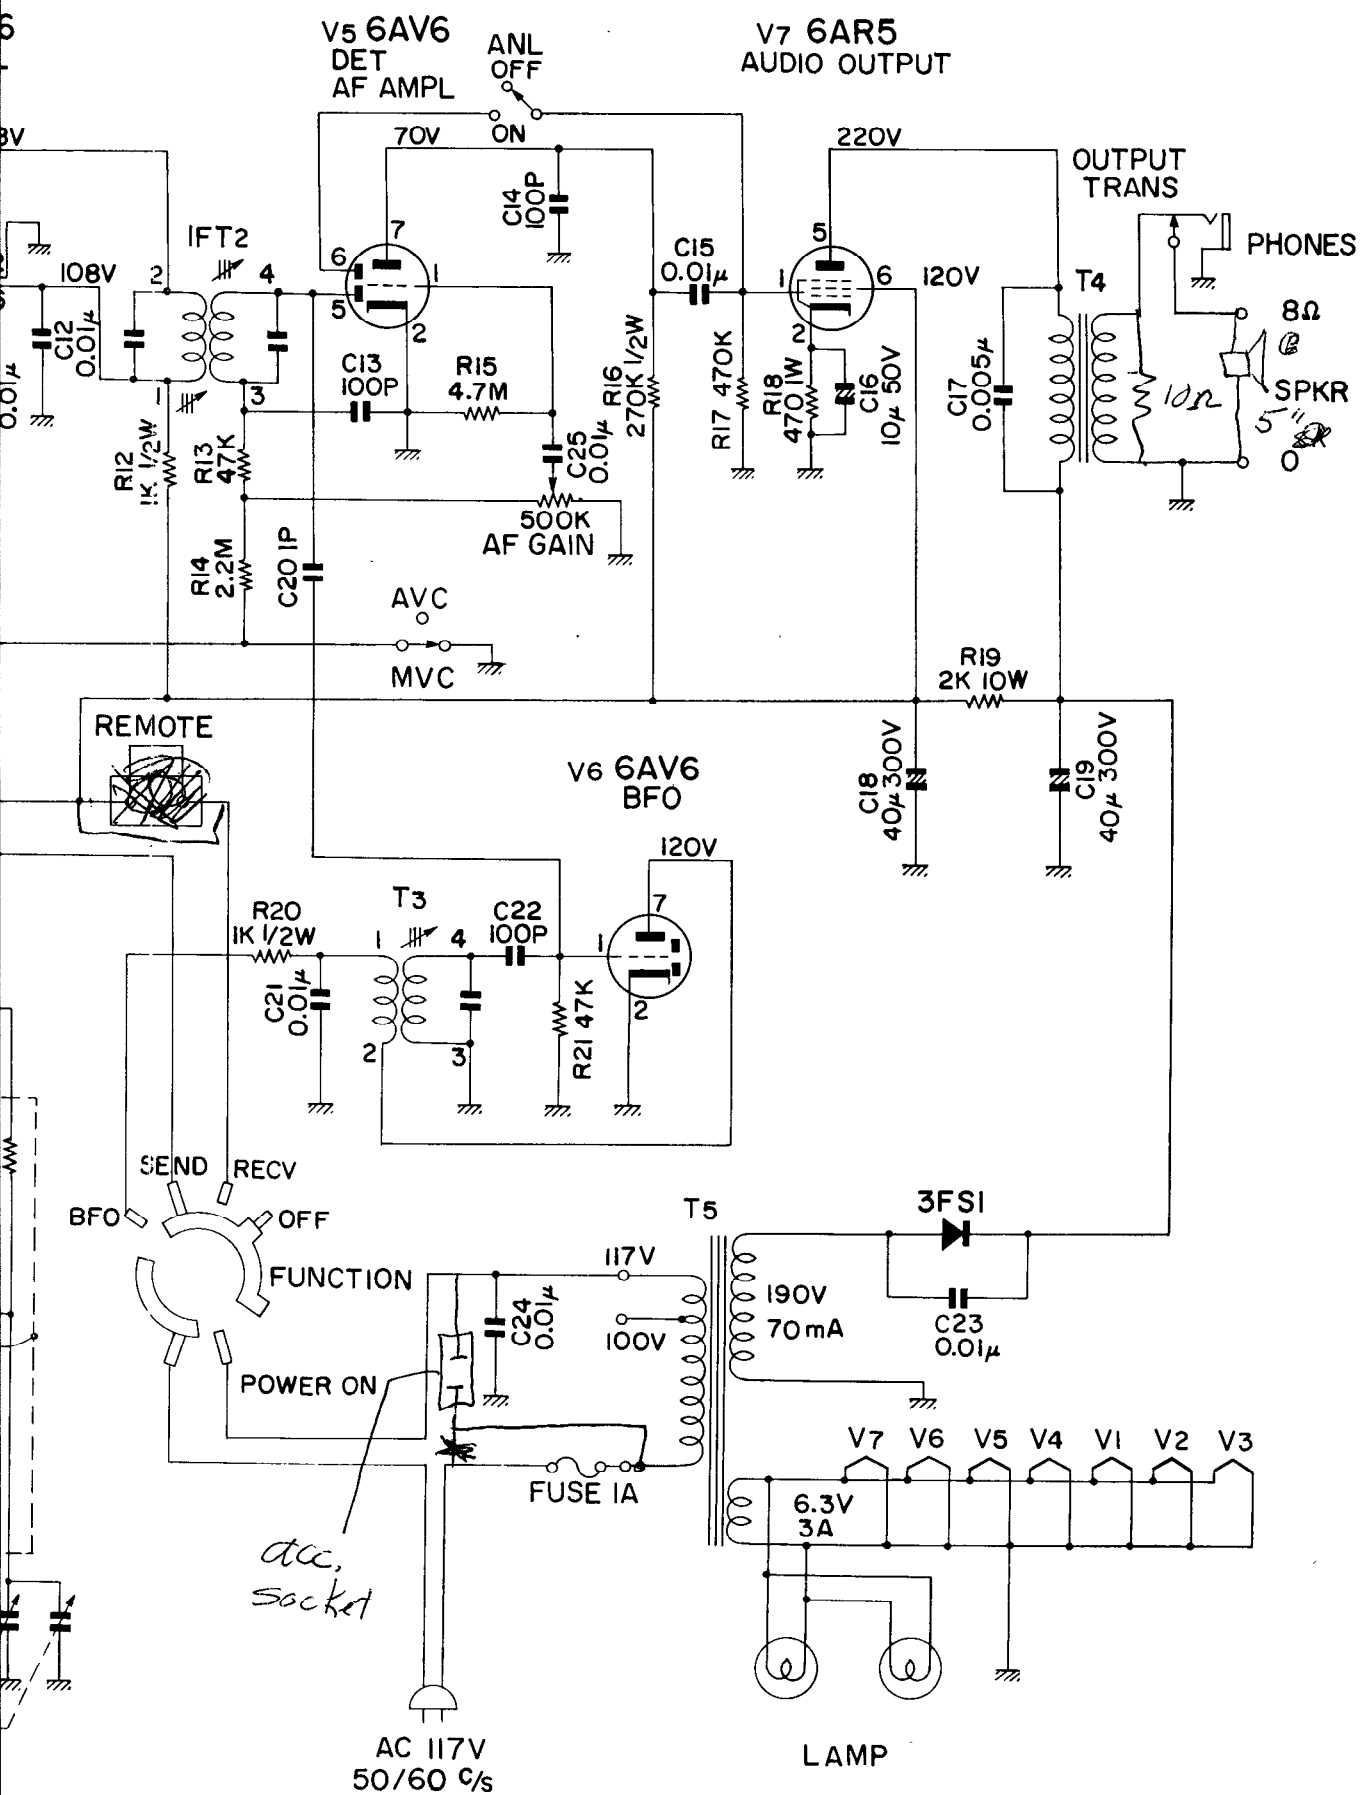 6
V5 6AV6
DET
AF AMPL
ANL
OFF
ON
V7 6AR5
AUDIO OUTPUT
70V
220V
OUTPUT
TRANS
PHONES
IFT2
108V
2
4
1
3
C12
0.01μ
0.01μ
C14
100P
7
6
5
1
2
C13
100P
R15
4.7M
C15
0.01μ
5
1
6
2
120V
T4
8Ω
SPKR
5"
0
10Ω
R12
1K 1/2W
R13
47K
R14
2.2M
C20 1P
C25
0.01μ
500K
AF GAIN
R16
270K 1/2W
R17 470K
R18
470 1W
C16
10μ 50V
C17
0.005μ
AVC
MVC
R19
2K 10W
REMOTE
V6 6AV6
BFO
C18
40μ 300V
C19
40μ 300V
120V
T3
R20
1K 1/2W
C21
0.01μ
1
4
2
3
C22
100P
R21 47K
7
1
2
SEND
RECV
BFO
OFF
FUNCTION
POWER ON
T5
3FS1
117V
100V
C24
0.01μ
190V
70mA
C23
0.01μ
FUSE 1A
V7
V6
V5
V4
V1
V2
V3
6.3V
3A
acc.
socket
AC 117V
50/60 c/s
LAMP